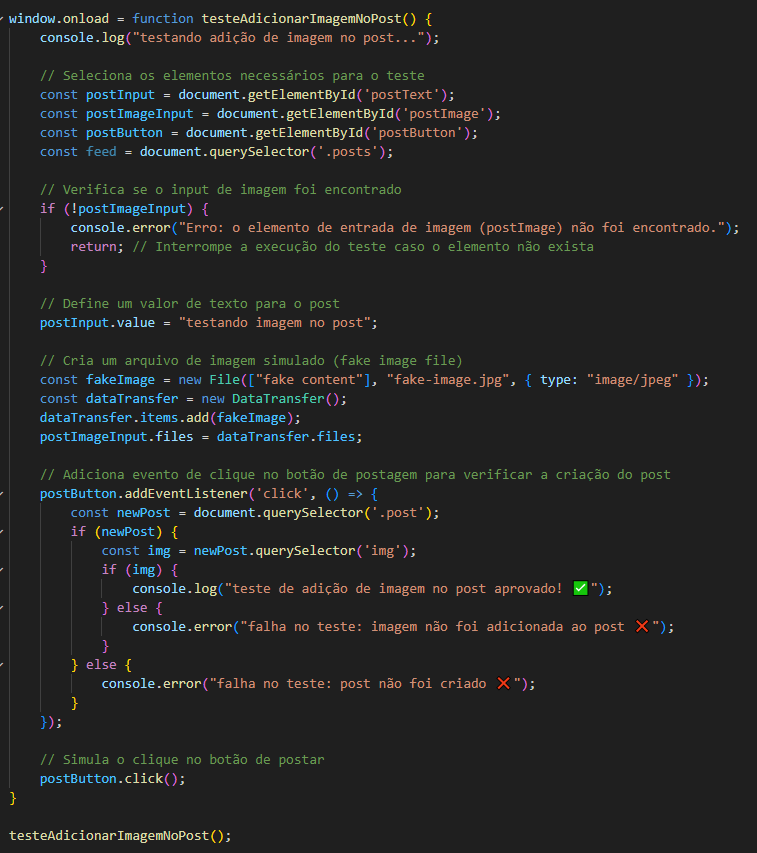 window.onload = function testeAdicionarImagemNoPost() {
    console.log("testando adição de imagem no post...");
    // Seleciona os elementos necessários para o teste
    const postInput = document.getElementById('postText');
    const postImageInput = document.getElementById('postImage');
    const postButton = document.getElementById('postButton');
    const feed = document.querySelector('.posts');
    // Verifica se o input de imagem foi encontrado
    if (!postImageInput) {
        console.error("Erro: o elemento de entrada de imagem (postImage) não foi encontrado.");
        return; // Interrompe a execução do teste caso o elemento não exista
    }
    // Define um valor de texto para o post
    postInput.value = "testando imagem no post";
    // Cria um arquivo de imagem simulado (fake image file)
    const fakeImage = new File(["fake content"], "fake-image.jpg", { type: "image/jpeg" });
    const dataTransfer = new DataTransfer();
    dataTransfer.items.add(fakeImage);
    postImageInput.files = dataTransfer.files;
    // Adiciona evento de clique no botão de postagem para verificar a criação do post
    postButton.addEventListener('click', () => {
        const newPost = document.querySelector('.post');
        if (newPost) {
            const img = newPost.querySelector('img');
            if (img) {
                console.log("teste de adição de imagem no post aprovado! ✅");
            } else {
                console.error("falha no teste: imagem não foi adicionada ao post ❌");
            }
        } else {
            console.error("falha no teste: post não foi criado ❌");
        }
    });
    // Simula o clique no botão de postar
    postButton.click();
}
testeAdicionarImagemNoPost();